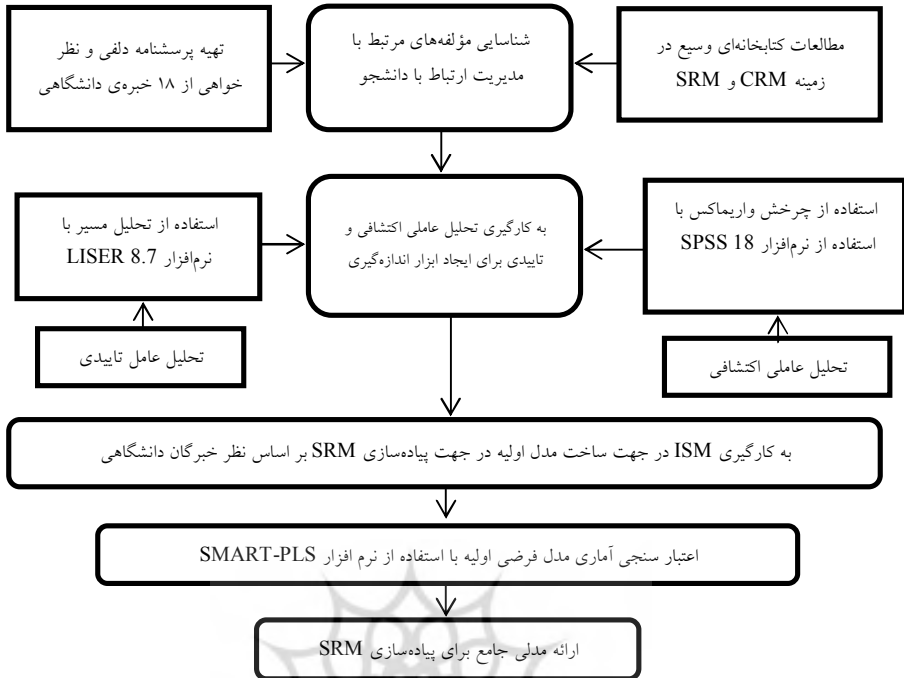 مطالعات کتابخانه‌ای وسیع در
زمینه CRM و SRM
شناسایی مؤلفه‌های مرتبط با
مدیریت ارتباط با دانشجو
تهیه پرسشنامه دلفی و نظر
خواهی از ۱۸ خبره‌ی دانشگاهی
استفاده از چرخش واریماکس با
استفاده از نرم‌افزار SPSS 18
به کارگیری تحلیل عاملی اکتشافی و
تاییدی برای ایجاد ابزار اندازه‌گیری
استفاده از تحلیل مسیر با
نرم‌افزار LISER 8.7
تحلیل عاملی اکتشافی
تحلیل عامل تاییدی
به کارگیری ISM در جهت ساخت مدل اولیه در جهت پیاده‌سازی SRM بر اساس نظر خبرگان دانشگاهی
اعتبار سنجی آماری مدل فرضی اولیه با استفاده از نرم افزار SMART-PLS
ارائه مدلی جامع برای پیاده‌سازی SRM